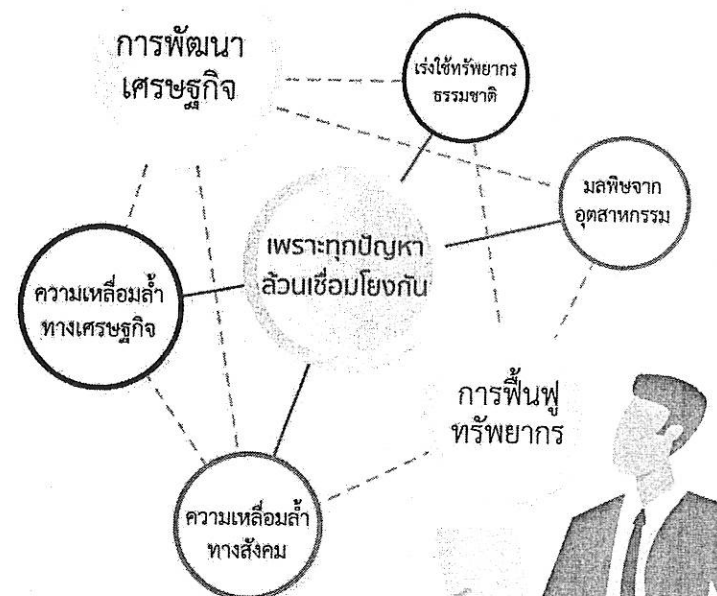 การพัฒนา
เศรษฐกิจ
เร่งใช้ทรัพยากร
ธรรมชาติ
มลพิษจาก
อุตสาหกรรม
เพราะทุกปัญหา
ล้วนเชื่อมโยงกัน
ความเหลื่อมล้ำ
ทางเศรษฐกิจ
การฟื้นฟู
ทรัพยากร
ความเหลื่อมล้ำ
ทางสังคม